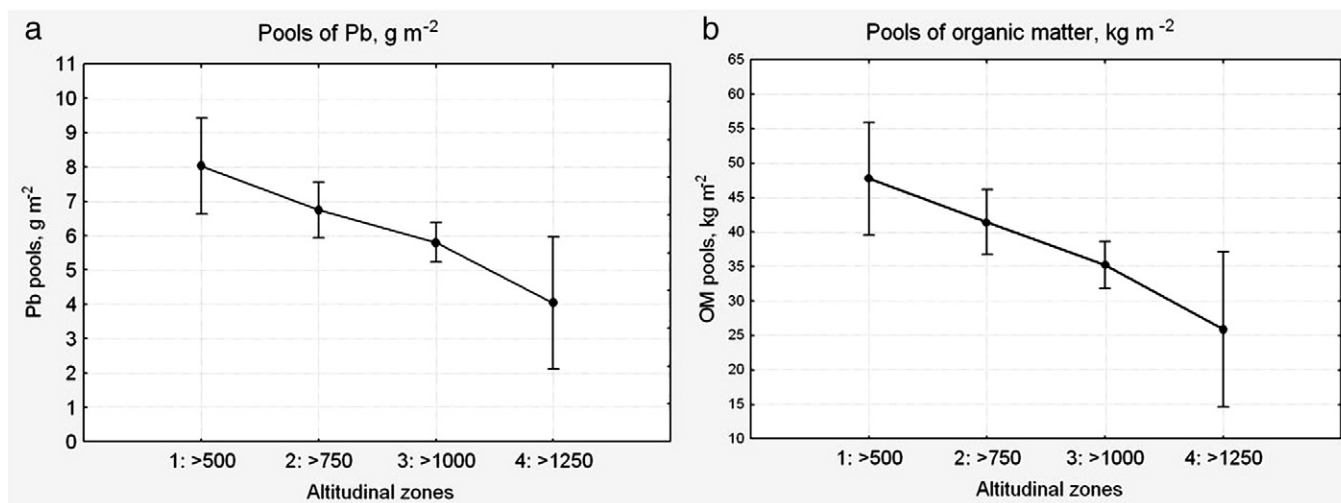 a
Pools of Pb, g m⁻²
Pb pools, g m⁻²
11
10
9
8
7
6
5
4
3
2
1
0
1: >500 2: >750 3: >1000 4: >1250
Altitudinal zones
b
Pools of organic matter, kg m⁻²
OM pools, kg m⁻²
65
60
55
50
45
40
35
30
25
20
15
10
1: >500 2: >750 3: >1000 4: >1250
Altitudinal zones